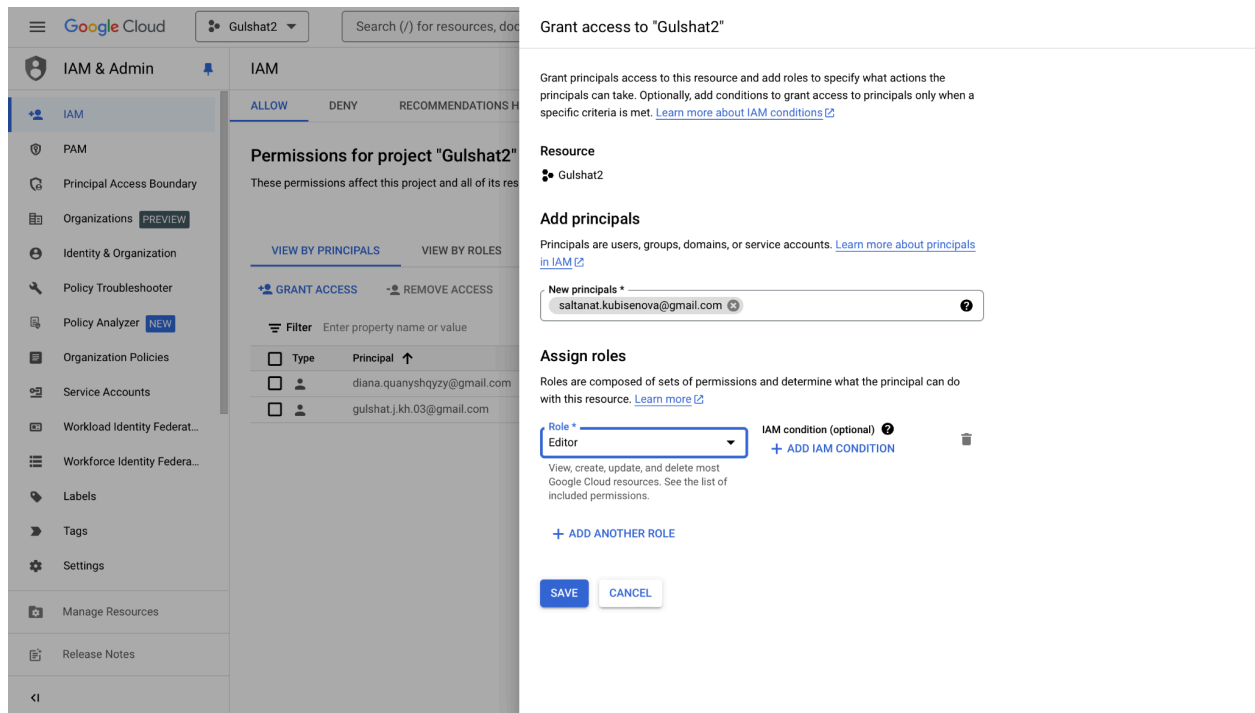 Google Cloud
Gulshat2
Search (/) for resources, doc
IAM & Admin
IAM
PAM
Principal Access Boundary
Organizations PREVIEW
Identity & Organization
Policy Troubleshooter
Policy Analyzer NEW
Organization Policies
Service Accounts
Workload Identity Federat...
Workforce Identity Federa...
Labels
Tags
Settings
Manage Resources
Release Notes
IAM
ALLOW DENY RECOMMENDATIONS H
Permissions for project "Gulshat2"
These permissions affect this project and all of its res
VIEW BY PRINCIPALS VIEW BY ROLES
GRANT ACCESS REMOVE ACCESS
Filter Enter property name or value
Type Principal
diana.quanyshqyzy@gmail.com
gulshat.j.kh.03@gmail.com
Grant access to "Gulshat2"
Grant principals access to this resource and add roles to specify what actions the
principals can take. Optionally, add conditions to grant access to principals only when a
specific criteria is met. Learn more about IAM conditions
Resource
Gulshat2
Add principals
Principals are users, groups, domains, or service accounts. Learn more about principals
in IAM
New principals *
saltanat.kubisenova@gmail.com
Assign roles
Roles are composed of sets of permissions and determine what the principal can do
with this resource. Learn more
Role *
Editor
IAM condition (optional)
+ ADD IAM CONDITION
View, create, update, and delete most
Google Cloud resources. See the list of
included permissions.
+ ADD ANOTHER ROLE
SAVE CANCEL